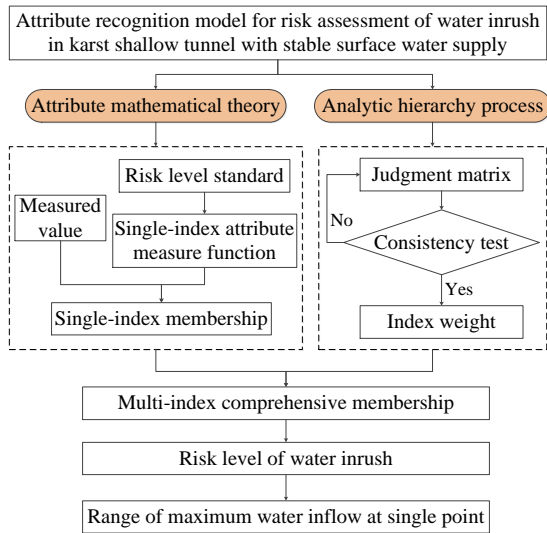 Attribute recognition model for risk assessment of water inrush
in karst shallow tunnel with stable surface water supply
Attribute mathematical theory
Analytic hierarchy process
Risk level standard
Measured
value
Single-index attribute
measure function
Single-index membership
Judgment matrix
No
Consistency test
Yes
Index weight
Multi-index comprehensive membership
Risk level of water inrush
Range of maximum water inflow at single point